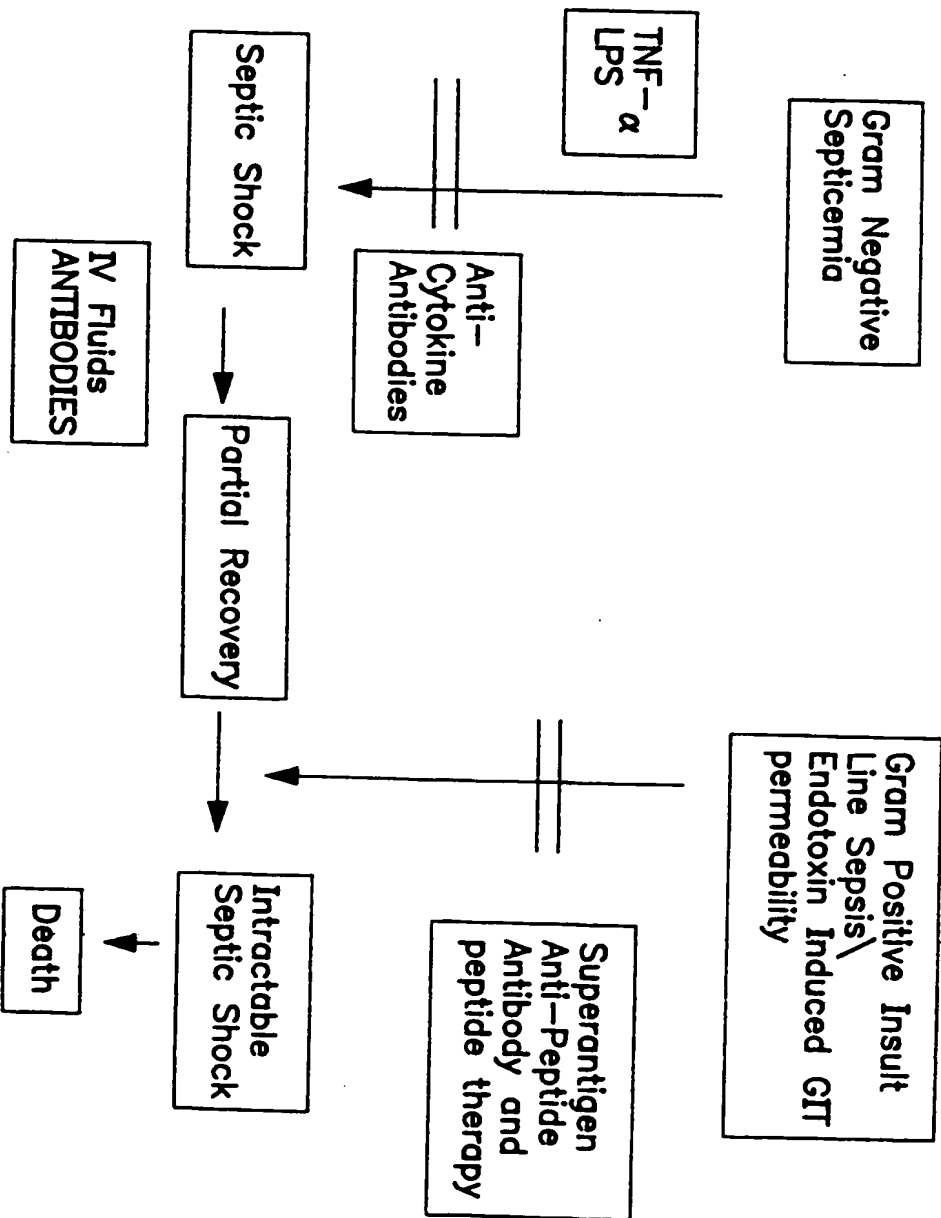 Gram Negative
Septicemia
TNF-α
LPS
Anti-
Cytokine
Antibodies
Septic Shock
IV Fluids
ANTIBODIES
Partial Recovery
Gram Positive Insult
Line Sepsis\
Endotoxin Induced GIT
permeability
Superantigen
Anti-Peptide
Antibody and
peptide therapy
Intractable
Septic Shock
Death